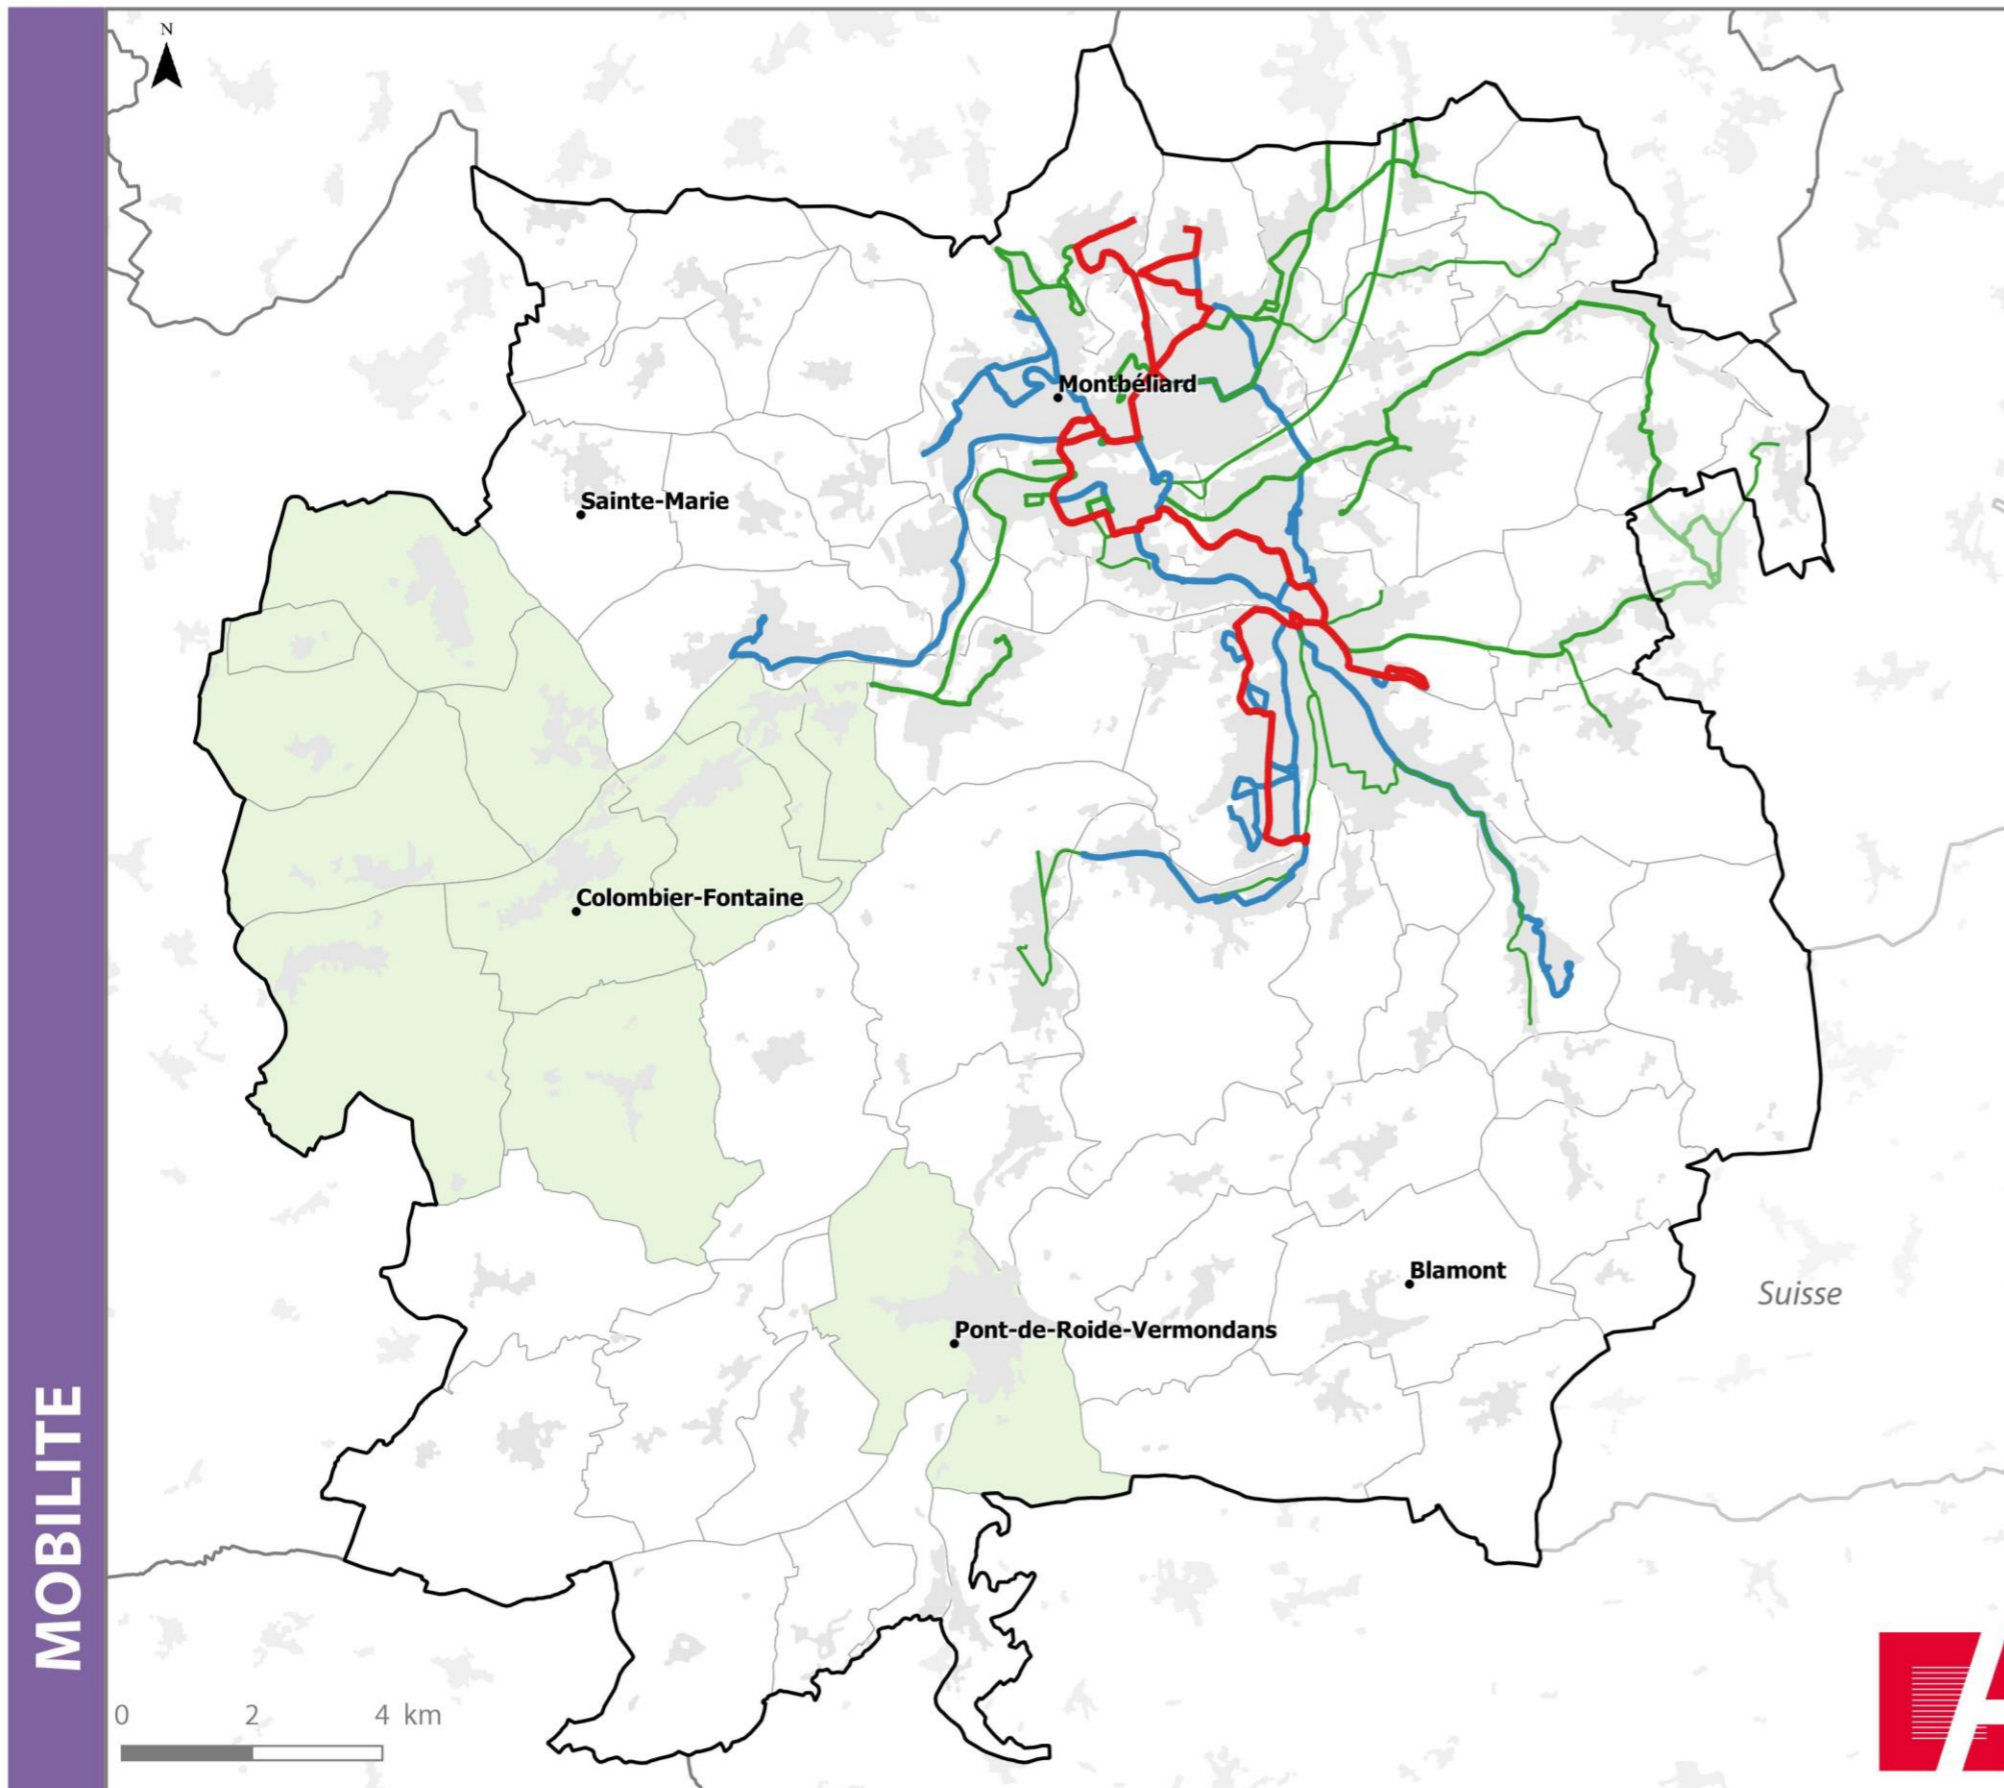 N
Montbéliard
Sainte-Marie
Colombier-Fontaine
Blamont
Suisse
Pont-de-Roide-Vermondans
MOBILITE
0 2 4 km
A